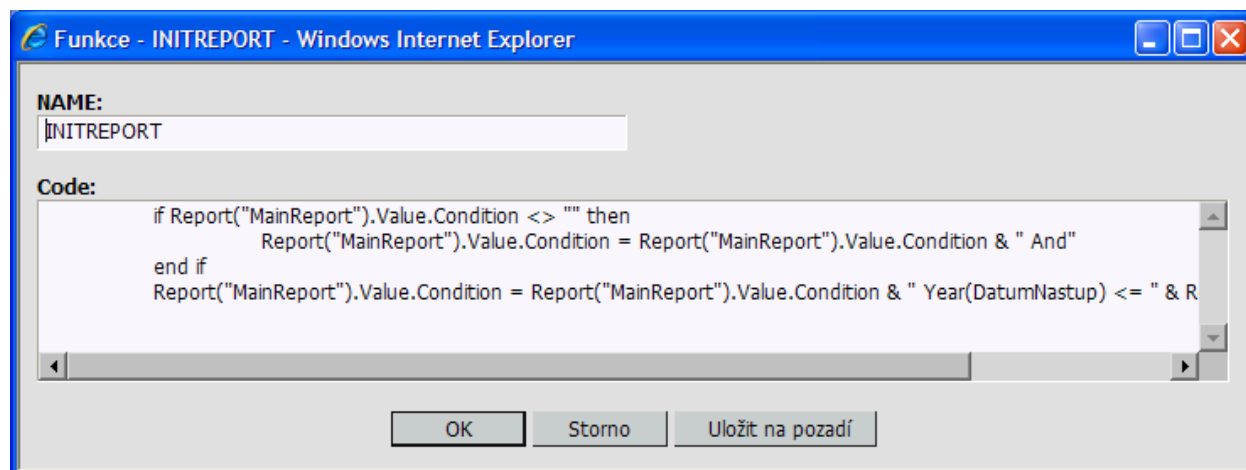 Funkce - INITREPORT - Windows Internet Explorer
NAME:
INITREPORT
Code:
if Report("MainReport").Value.Condition <> "" then
Report("MainReport").Value.Condition = Report("MainReport").Value.Condition & " And"
end if
Report("MainReport").Value.Condition = Report("MainReport").Value.Condition & " Year(DatumNastup) <= " & R
OK Storno Uložit na pozadí